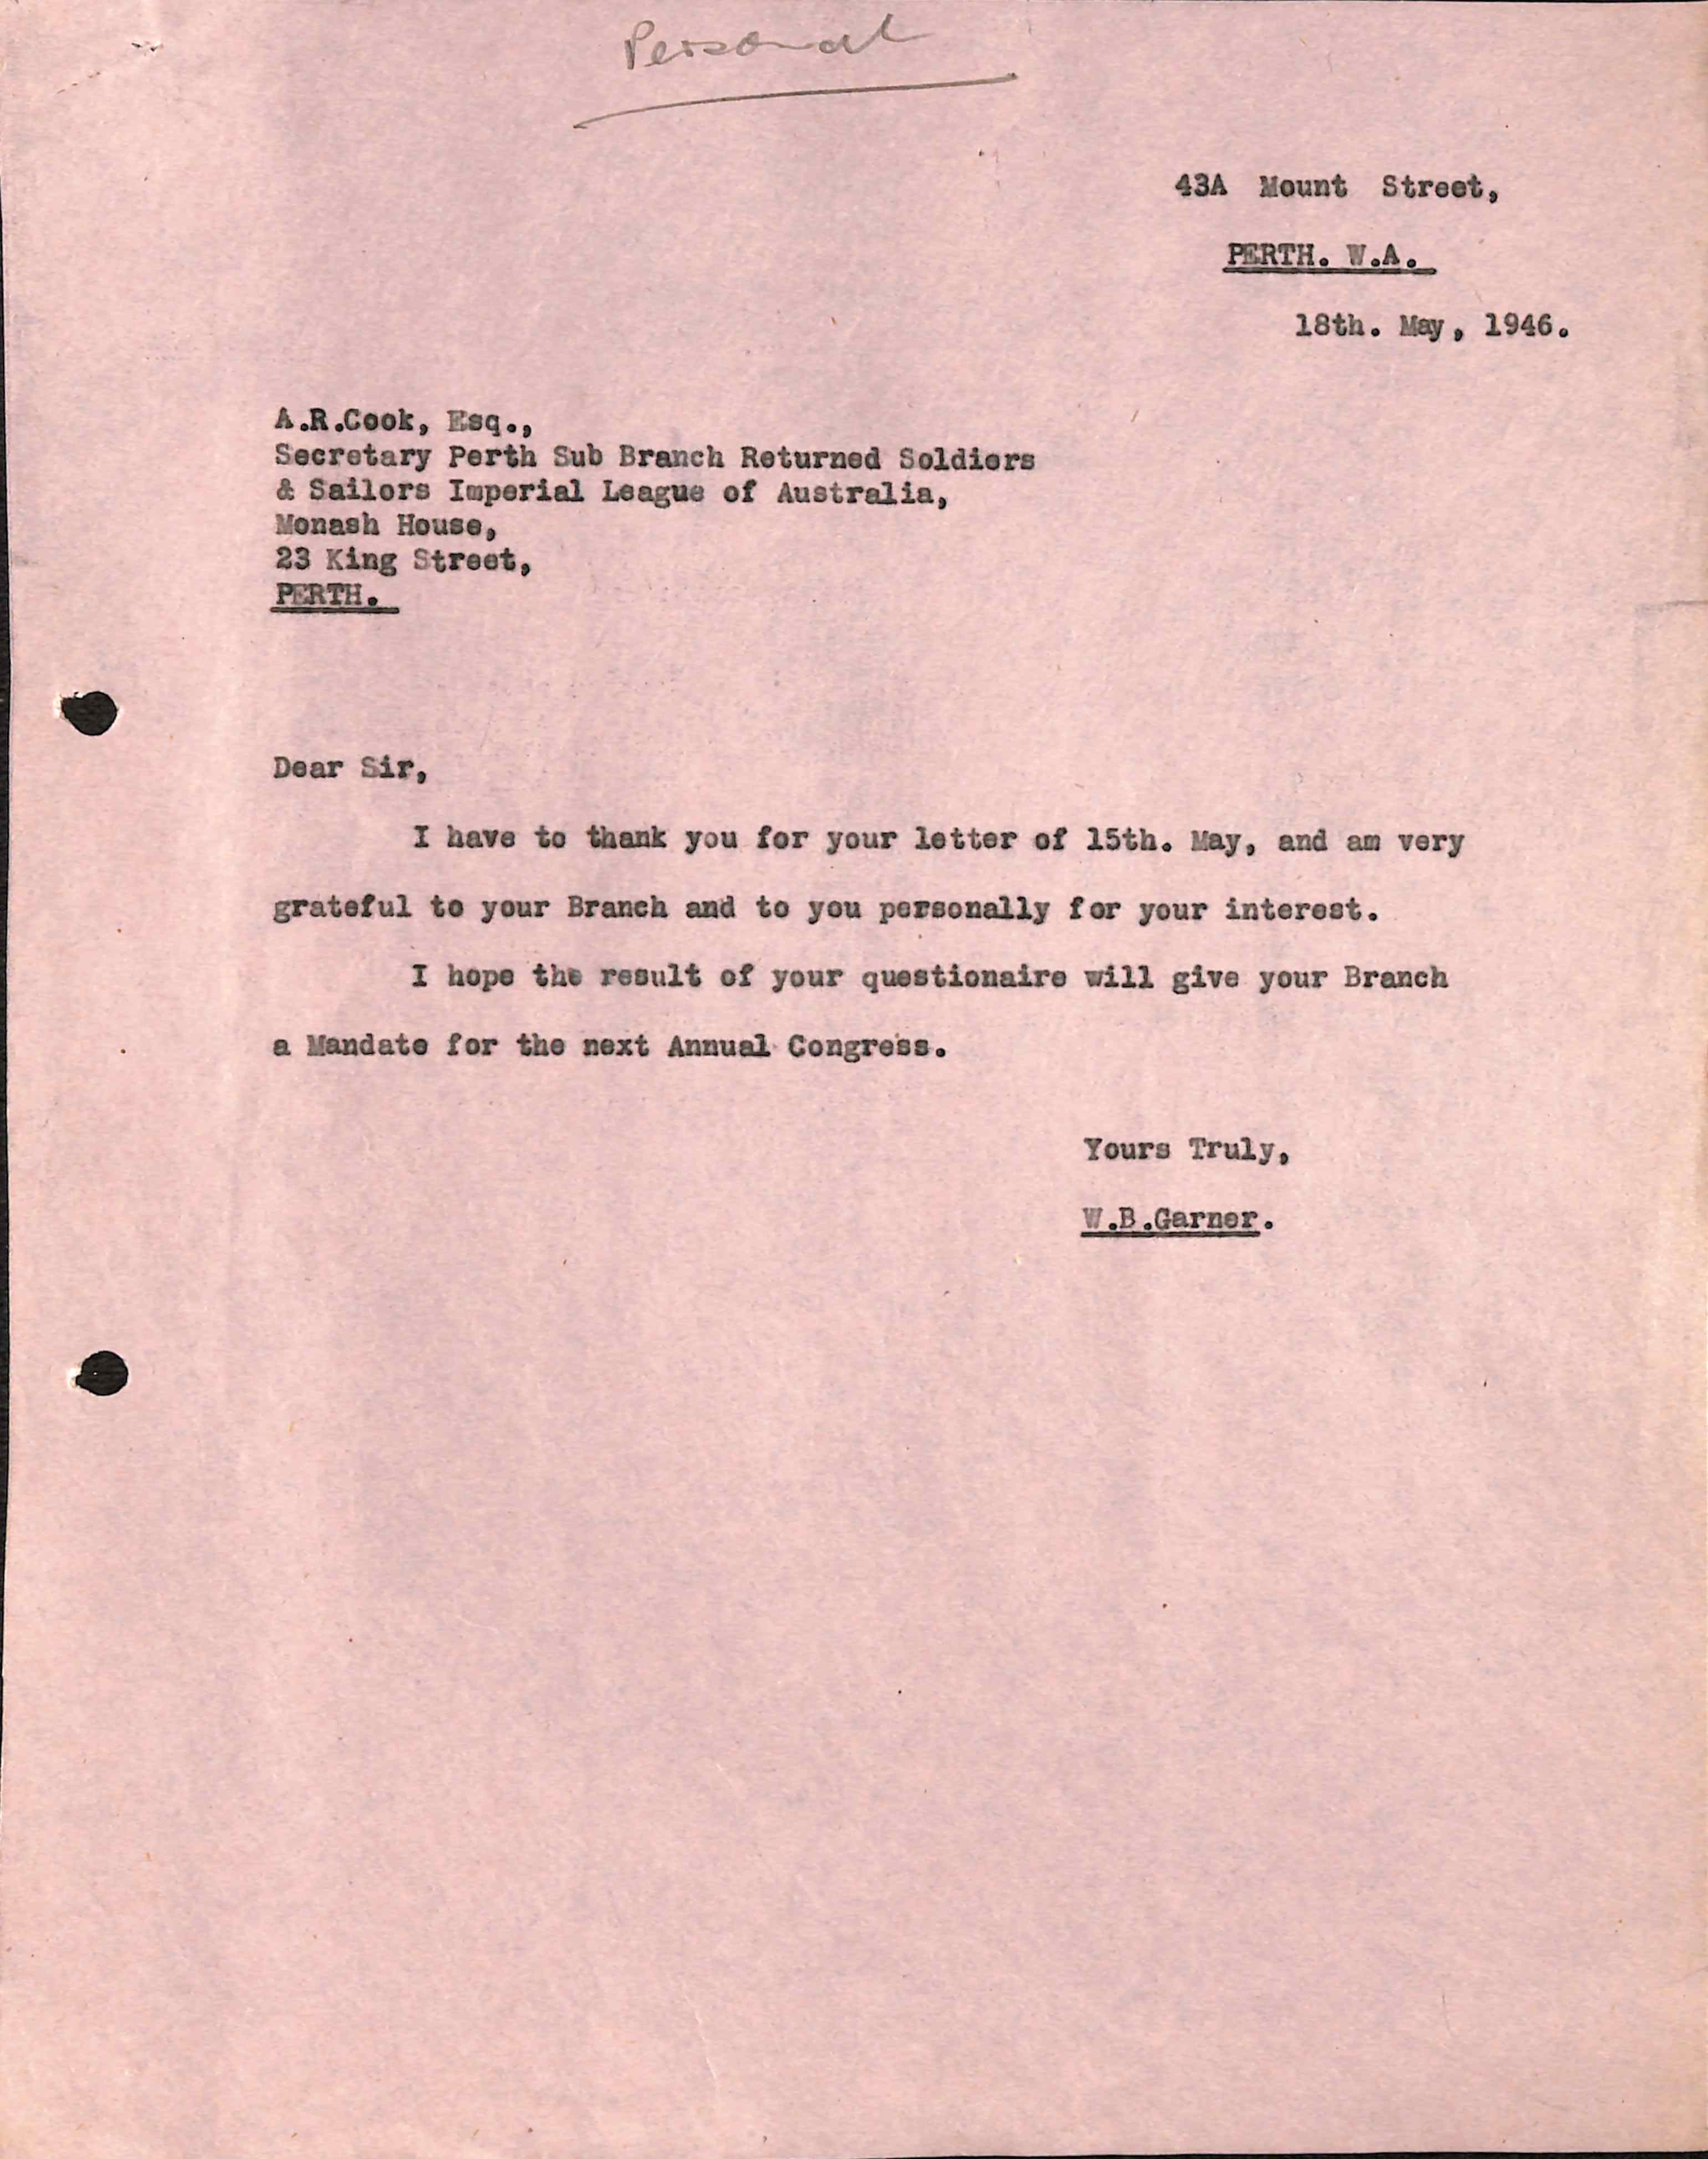 Personal
43A Mount Street,
PERTH. W.A.
18th. May, 1946.
A.R.Cook, Esq.,
Secretary Perth Sub Branch Returned Soldiers
& Sailors Imperial League of Australia,
Monash House,
23 King Street,
PERTH.
Dear Sir,
I have to thank you for your letter of 15th. May, and am very
grateful to your Branch and to you personally for your interest.
I hope the result of your questionaire will give your Branch
a Mandate for the next Annual Congress.
Yours Truly,
W.B.Garner.